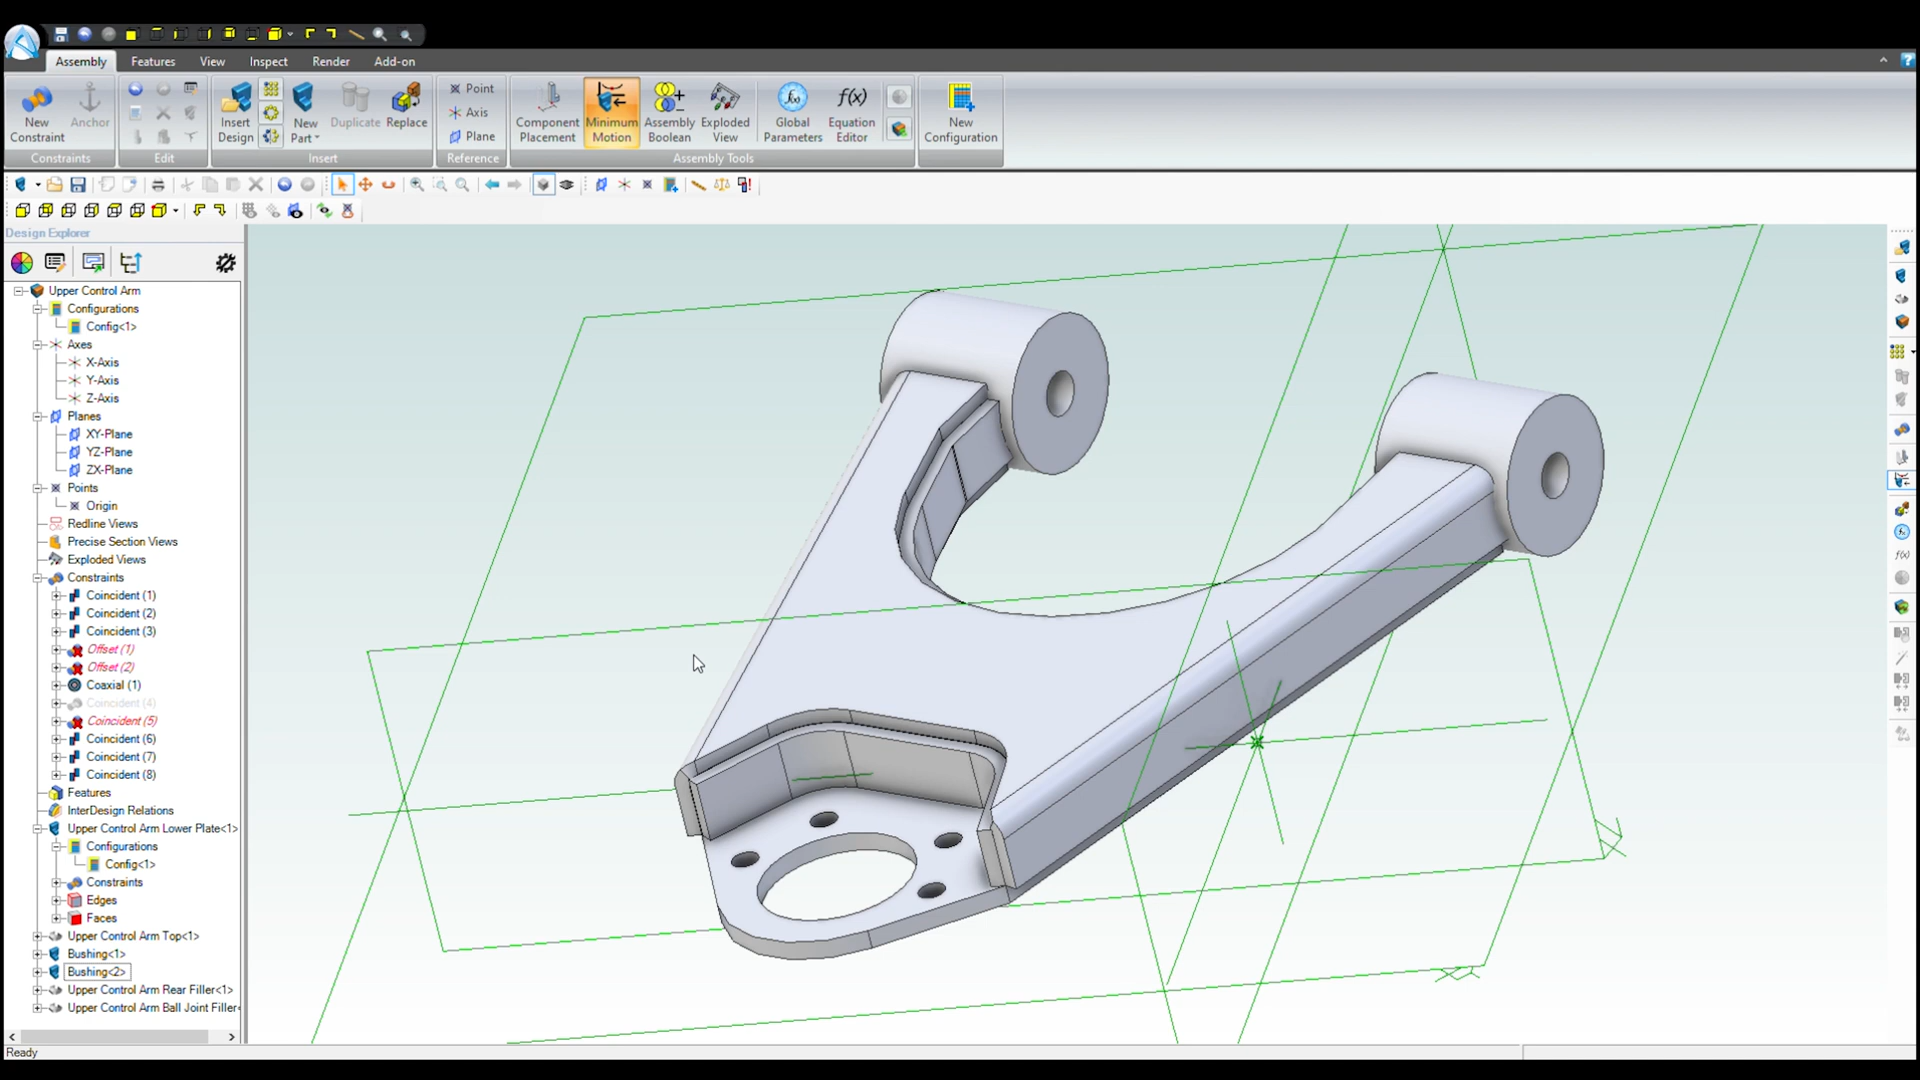 Assembly Features View Inspect Render Add-on
New Constraint
Anchor
Constraints
Edit
Insert Design
New Part
Duplicate
Replace
Insert
Point
Axis
Plane
Reference
Component Placement
Minimum Motion
Assembly Boolean
Exploded View
f(x)
Global Parameters
f(x)
Equation Editor
Assembly Tools
New Configuration
Design Explorer
Upper Control Arm
Configurations
Config<1>
Axes
X-Axis
Y-Axis
Z-Axis
Planes
XY-Plane
YZ-Plane
ZX-Plane
Points
Origin
Redline Views
Precise Section Views
Exploded Views
Constraints
Coincident (1)
Coincident (2)
Coincident (3)
Offset (1)
Offset (2)
Coaxial (1)
Coincident (4)
Coincident (5)
Coincident (6)
Coincident (7)
Coincident (8)
Features
InterDesign Relations
Upper Control Arm Lower Plate<1>
Configurations
Config<1>
Constraints
Edges
Faces
Upper Control Arm Top<1>
Bushing<1>
Bushing<2>
Upper Control Arm Rear Filler<1>
Upper Control Arm Ball Joint Filler<
Ready
f(x)